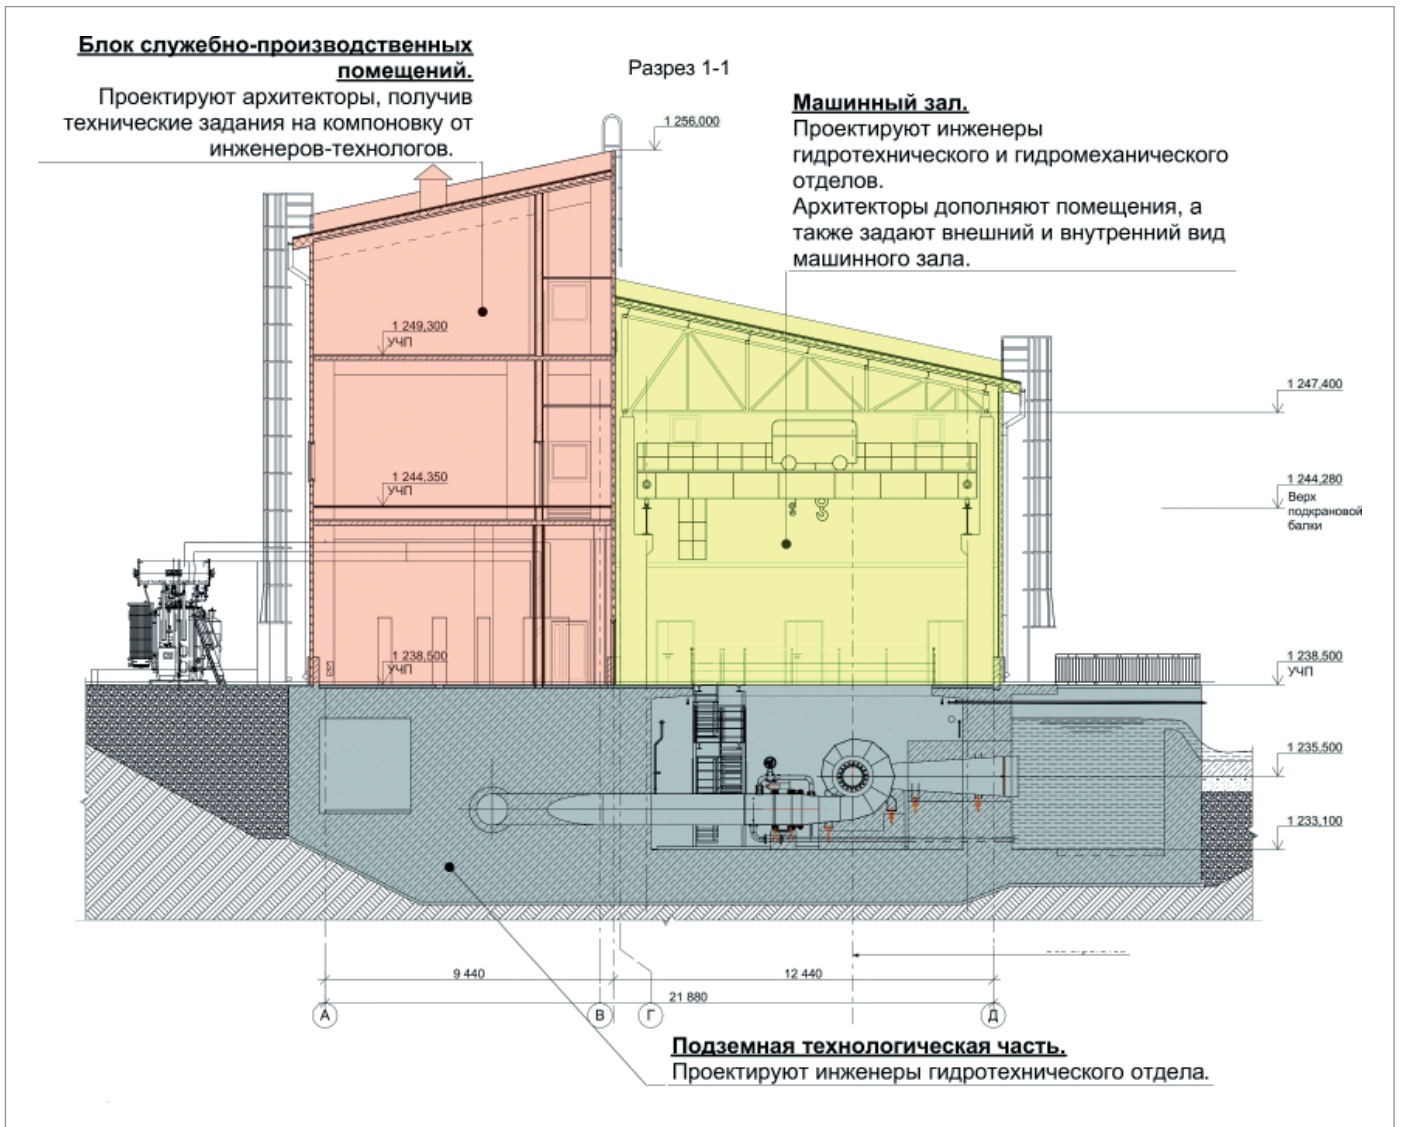 Блок служебно-производственных
помещений.
Проектируют архитекторы, получив
технические задания на компоновку от
инженеров-технологов.
Разрез 1-1
Машинный зал.
Проектируют инженеры
гидротехнического и гидромеханического
отделов.
Архитекторы дополняют помещения, а
также задают внешний и внутренний вид
машинного зала.
1 256,000
1 249,300
УЧП
1 247,400
1 244,350
УЧП
1 244,280
Верх
подкрановой
балки
1 238,500
УЧП
1 238,500
УЧП
1 235,500
1 233,100
9 440
12 440
21 880
А
В
Г
Д
Подземная технологическая часть.
Проектируют инженеры гидротехнического отдела.